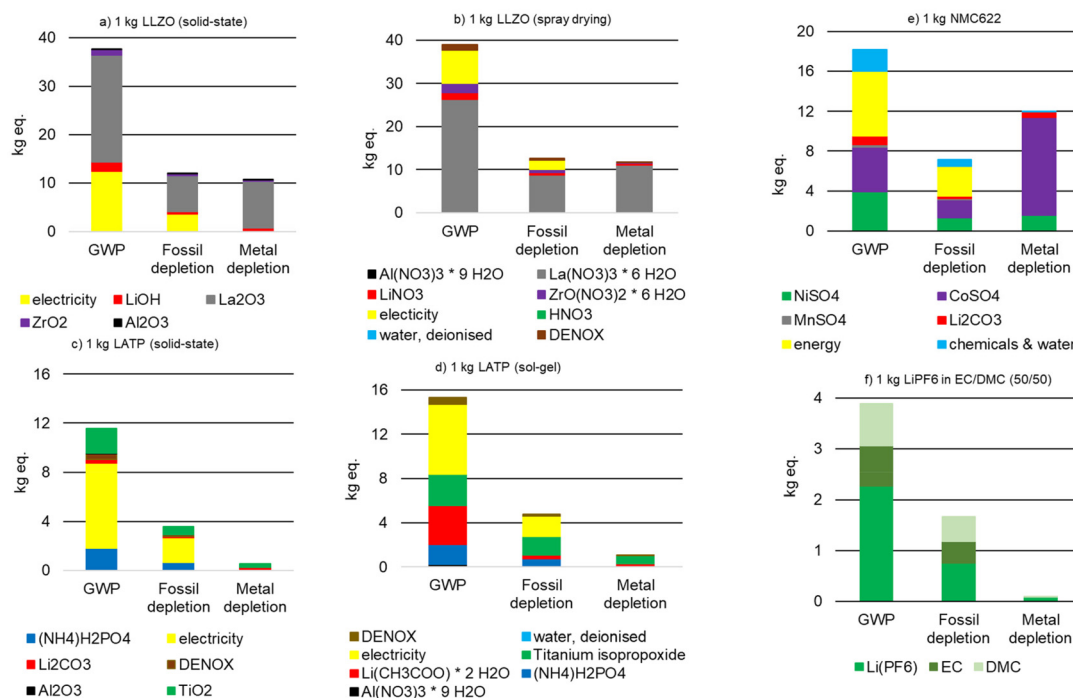 a) 1 kg LLZO (solid-state)
40
30
20
10
0
kg eq.
GWP
Fossil
depletion
Metal
depletion
electricity
LiOH
La2O3
ZrO2
Al2O3
b) 1 kg LLZO (spray drying)
40
30
20
10
0
kg eq.
GWP
Fossil
depletion
Metal
depletion
Al(NO3)3 * 9 H2O
La(NO)3 * 6 H2O
LiNO3
ZrO(NO3)2 * 6 H2O
electicity
HNO3
water, deionised
DENOX
e) 1 kg NMC622
20
16
12
8
4
0
kg eq.
GWP
Fossil
depletion
Metal
depletion
NiSO4
CoSO4
MnSO4
Li2CO3
energy
chemicals & water
c) 1 kg LATP (solid-state)
16
12
8
4
0
kg eq.
GWP
Fossil
depletion
Metal
depletion
(NH4)H2PO4
electricity
Li2CO3
DENOX
Al2O3
TiO2
d) 1 kg LATP (sol-gel)
16
12
8
4
0
kg eq.
GWP
Fossil
depletion
Metal
depletion
DENOX
water, deionised
electricity
Titanium isopropoxide
Li(CH3COO) * 2 H2O
(NH4)H2PO4
Al(NO3)3 * 9 H2O
f) 1 kg LiPF6 in EC/DMC (50/50)
4
3
2
1
0
kg eq.
GWP
Fossil
depletion
Metal
depletion
Li(PF6)
EC
DMC